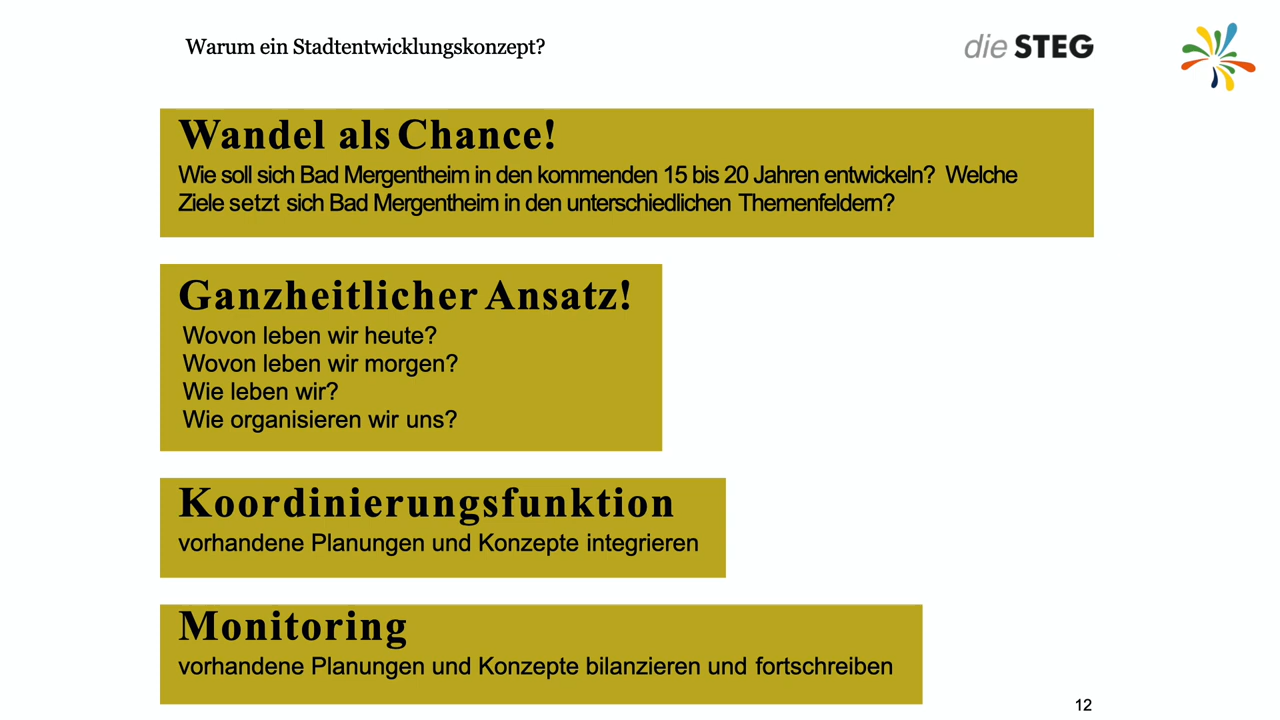 Warum ein Stadtentwicklungskonzept?
die STEG
Wandel als Chance!
Wie soll sich Bad Mergentheim in den kommenden 15 bis 20 Jahren entwickeln? Welche
Ziele setzt sich Bad Mergentheim in den unterschiedlichen Themenfeldern?
Ganzheitlicher Ansatz!
Wovon leben wir heute?
Wovon leben wir morgen?
Wie leben wir?
Wie organisieren wir uns?
Koordinierungsfunktion
vorhandene Planungen und Konzepte integrieren
Monitoring
vorhandene Planungen und Konzepte bilanzieren und fortschreiben
12